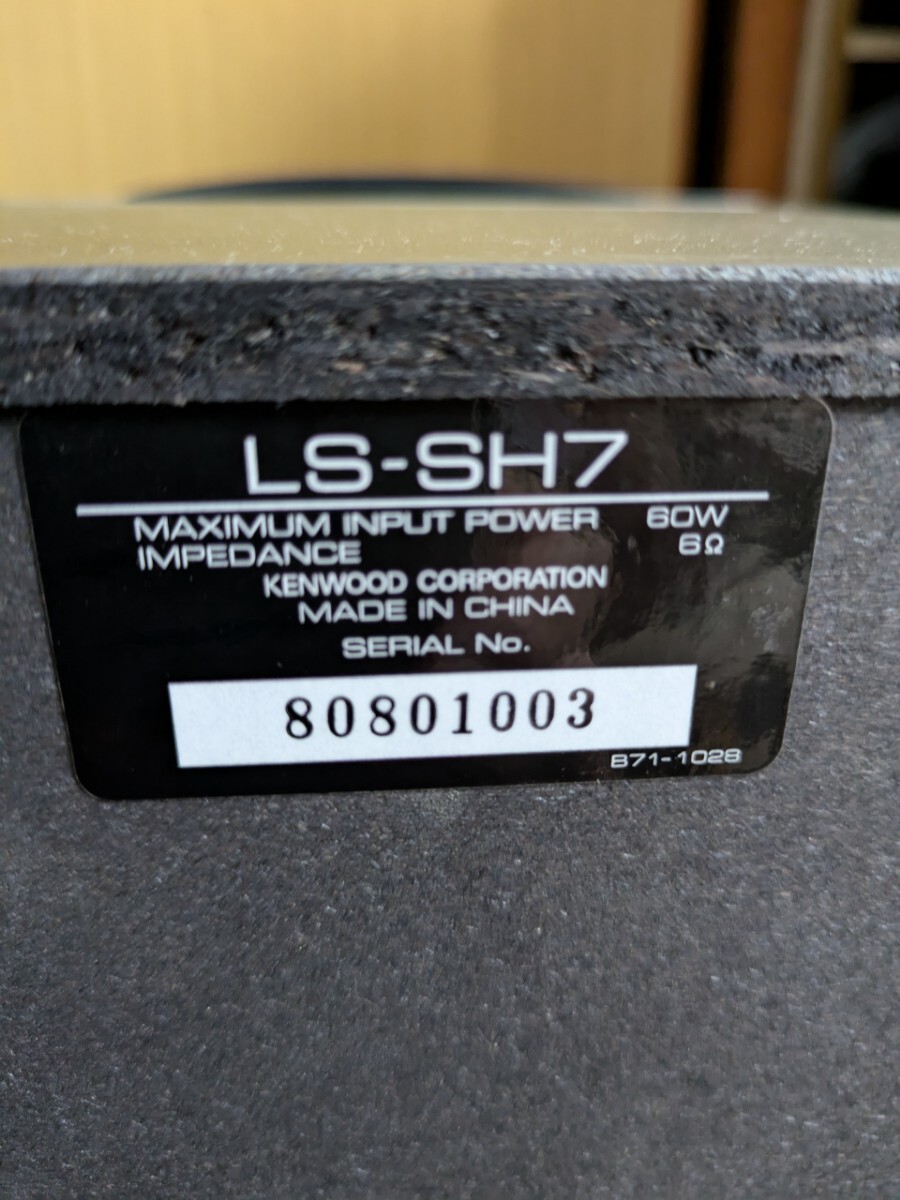 LS-SH7
MAXIMUM INPUT POWER 60W
IMPEDANCE 6Ω
KENWOOD CORPORATION
MADE IN CHINA
SERIAL No.
80801003
B71-1028